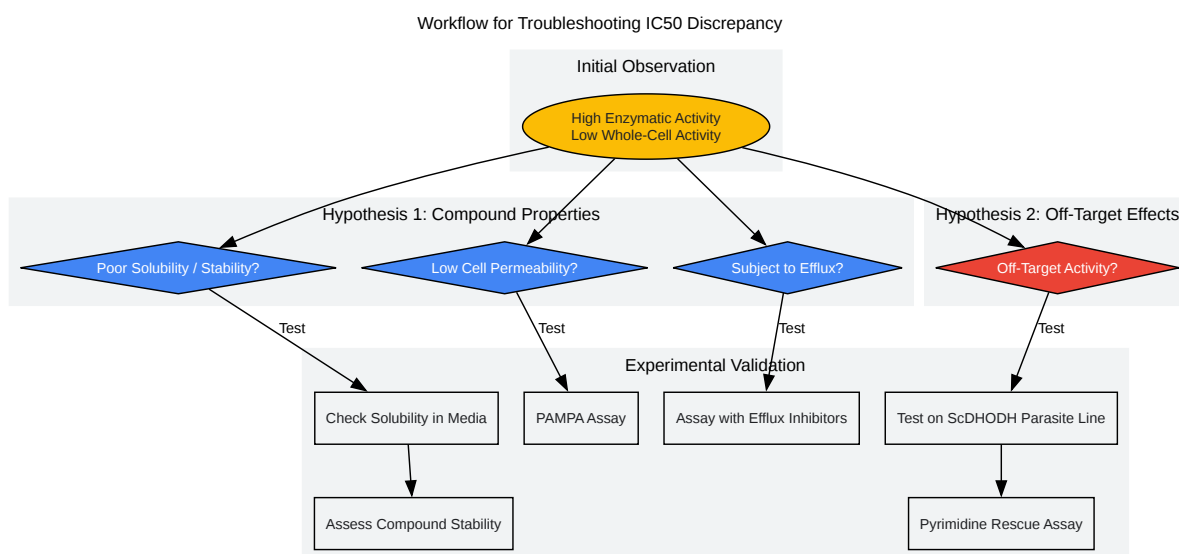 Workflow for Troubleshooting IC50 Discrepancy
Initial Observation
High Enzymatic Activity
Low Whole-Cell Activity
Hypothesis 1: Compound Properties
Hypothesis 2: Off-Target Effects
Poor Solubility / Stability?
Low Cell Permeability?
Subject to Efflux?
Off-Target Activity?
Test
Test
Test
Test
Experimental Validation
Check Solubility in Media
PAMPA Assay
Assay with Efflux Inhibitors
Test on ScDHODH Parasite Line
Assess Compound Stability
Pyrimidine Rescue Assay